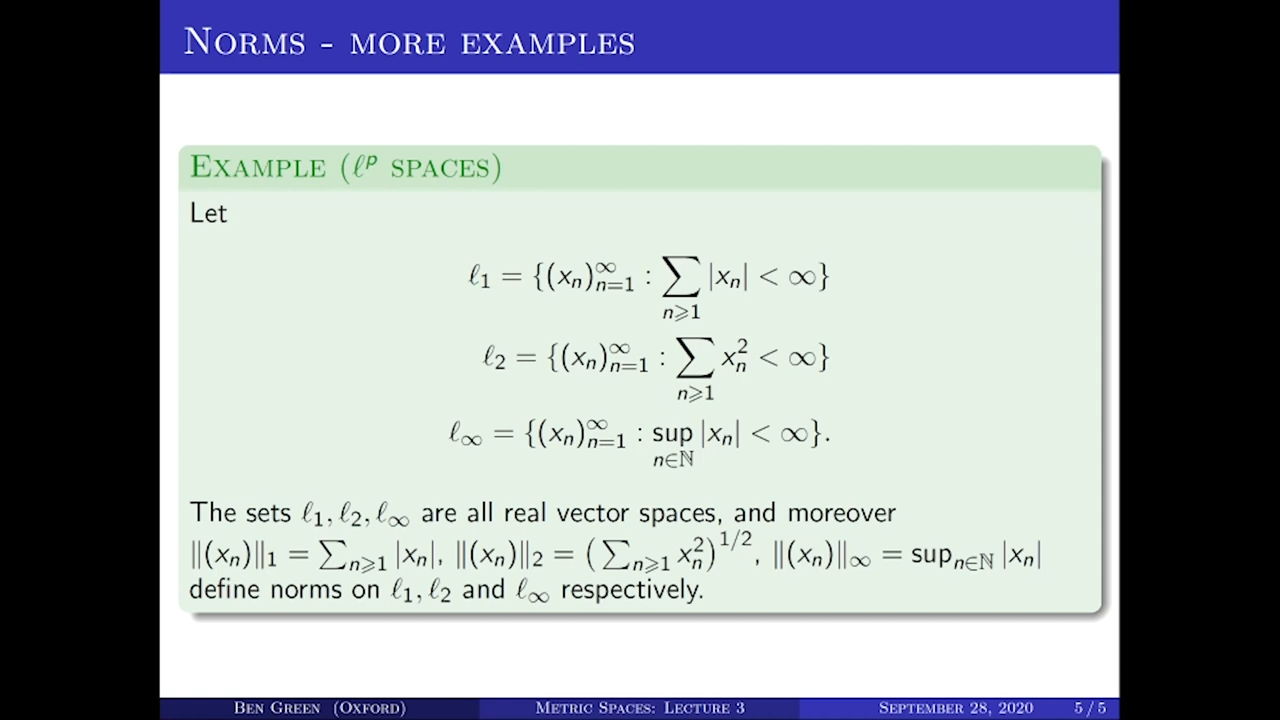 NORMS - MORE EXAMPLES
EXAMPLE (ℓᵖ SPACES)
Let
ℓ₁ = {(xₙ)ₙ₌₁^∞ : ∑_{n⩾1} |xₙ| < ∞}
ℓ₂ = {(xₙ)ₙ₌₁^∞ : ∑_{n⩾1} xₙ² < ∞}
ℓ_∞ = {(xₙ)ₙ₌₁^∞ : sup_{n∈ℕ} |xₙ| < ∞}.
The sets ℓ₁, ℓ₂, ℓ_∞ are all real vector spaces, and moreover
‖(xₙ)‖₁ = ∑_{n⩾1} |xₙ|, ‖(xₙ)‖₂ = (∑_{n⩾1} xₙ²)^{1/2}, ‖(xₙ)‖_∞ = sup_{n∈ℕ} |xₙ|
define norms on ℓ₁, ℓ₂ and ℓ_∞ respectively.
BEN GREEN (OXFORD) METRIC SPACES: LECTURE 3 SEPTEMBER 28, 2020 5 / 5